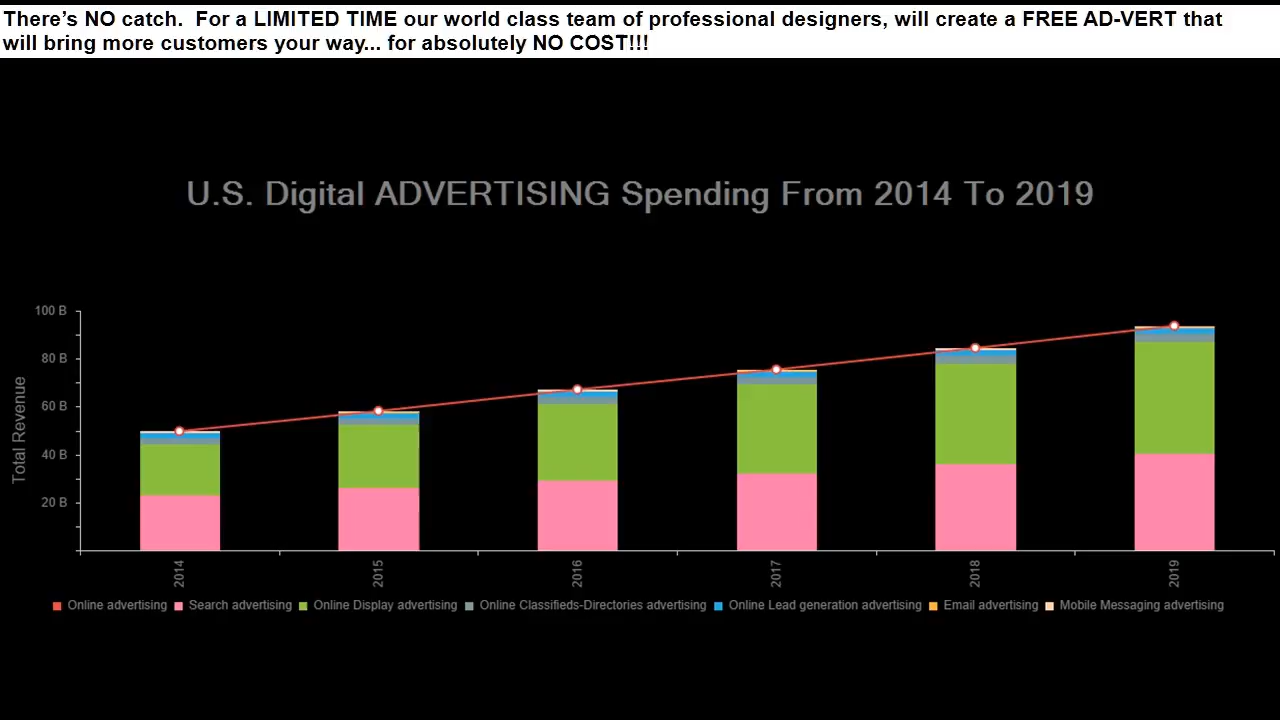 There’s NO catch.  For a LIMITED TIME our world class team of professional designers, will create a FREE AD-VERT that
will bring more customers your way... for absolutely NO COST!!!
U.S. Digital ADVERTISING Spending From 2014 To 2019
Total Revenue
100 B
80 B
60 B
40 B
20 B
2014 2015 2016 2017 2018 2019
Online advertising Search advertising Online Display advertising Online Classifieds-Directories advertising Online Lead generation advertising Email advertising Mobile Messaging advertising